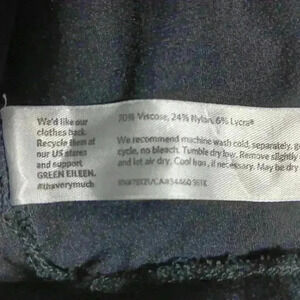 We'd like our
clothes back.
Recycle them at
our US stores
and support
GREEN EILEEN.
#thaverymuch
70% Viscose, 24% Nylon, 6% Lycra®
We recommend machine wash cold, separately, g
cycle, no bleach. Tumble dry low. Remove slightly
and let air dry. Cool iron, if necessary. May be dry